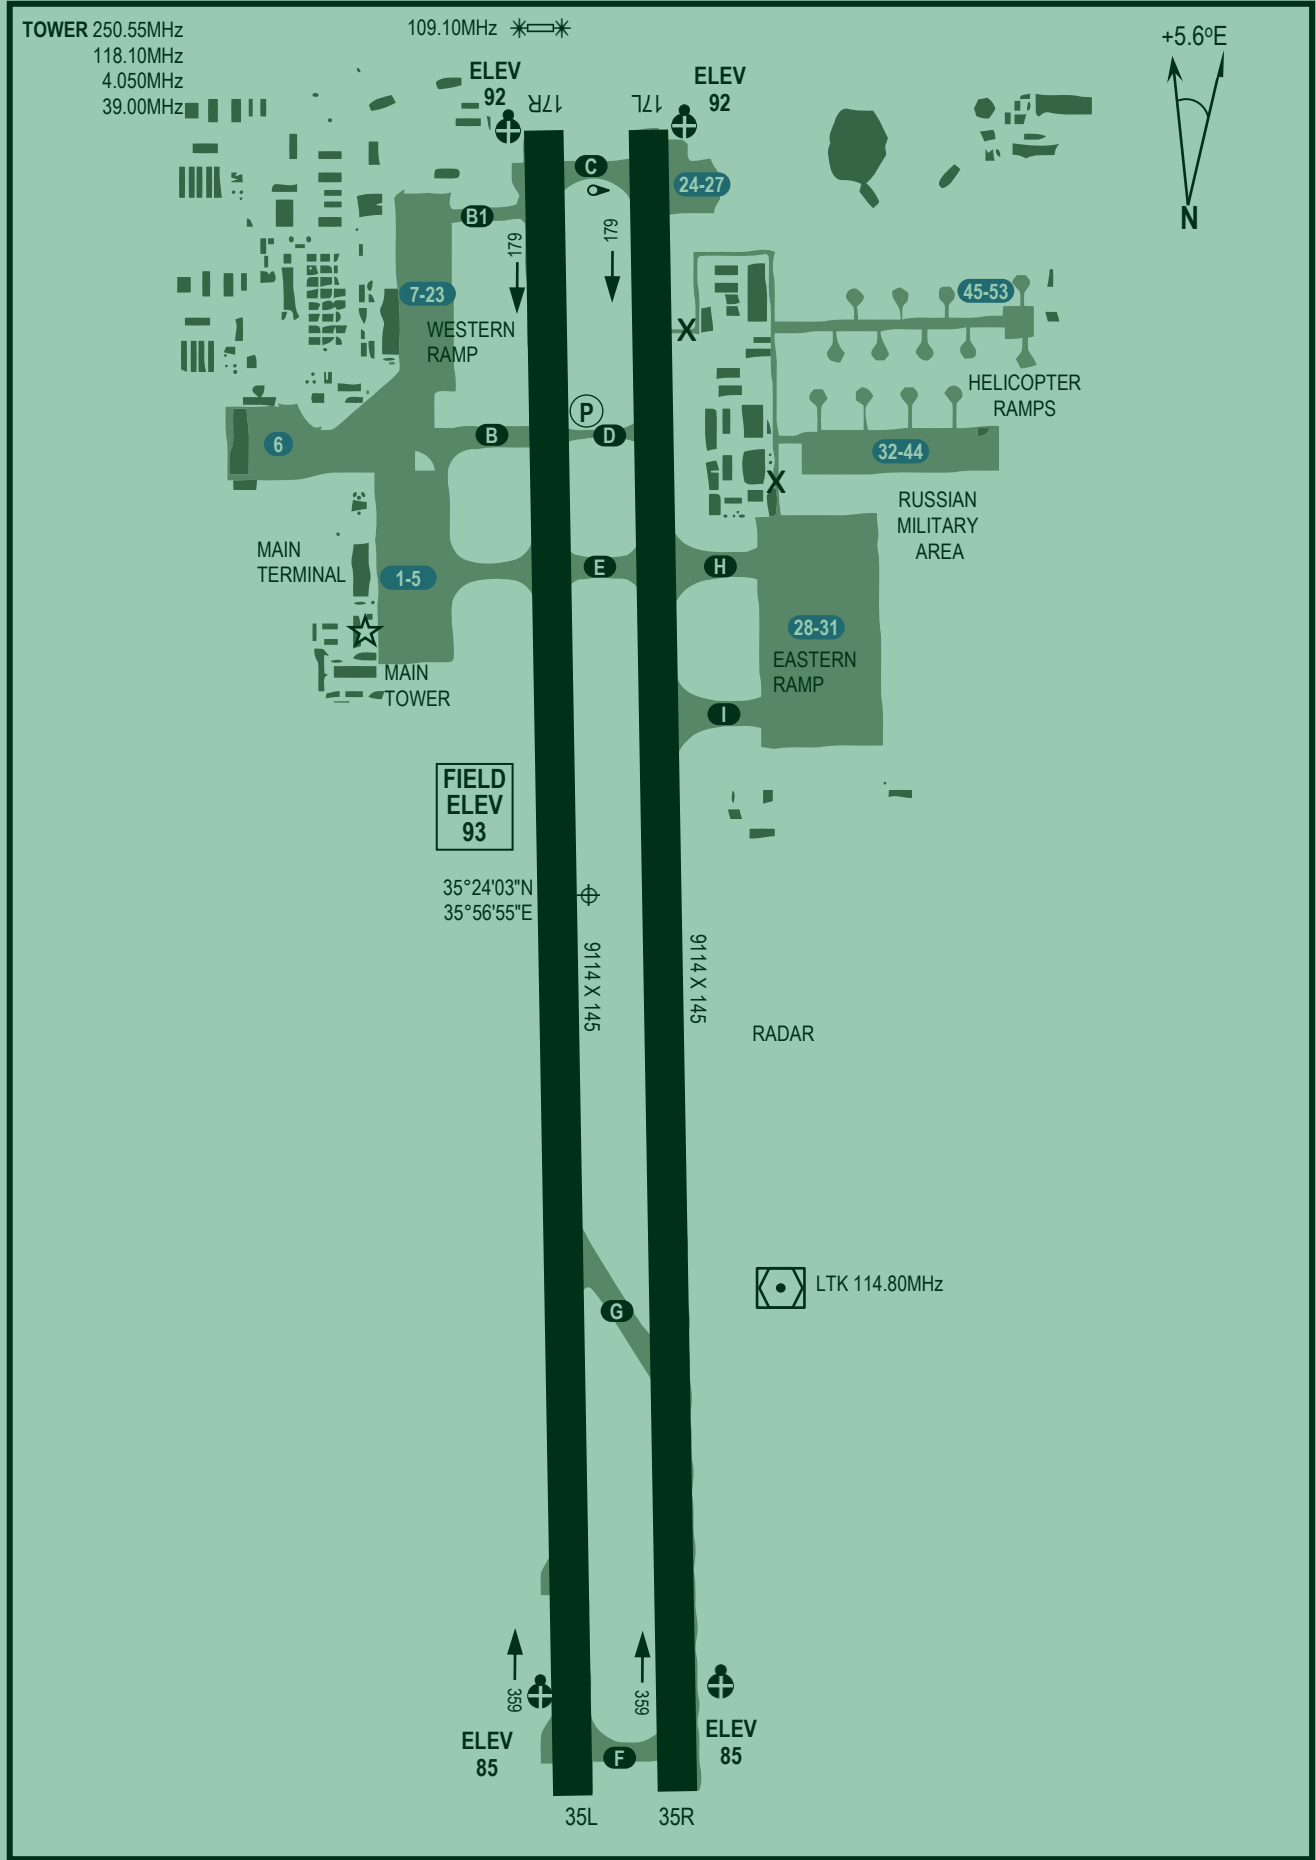 TOWER 250.55MHz
118.10MHz
4.050MHz
39.00MHz
109.10MHz
+5.6ºE
N
ELEV
92
17R
17L
ELEV
92
C
24-27
B1
179
179
7-23
WESTERN
RAMP
X
45-53
HELICOPTER
RAMPS
P
B
D
6
32-44
X
RUSSIAN
MILITARY
AREA
MAIN
TERMINAL
1-5
E
H
28-31
EASTERN
RAMP
MAIN
TOWER
I
FIELD
ELEV
93
35°24'03"N
35°56'55"E
9114 X 145
9114 X 145
RADAR
LTK 114.80MHz
G
359
359
ELEV
85
F
ELEV
85
35L
35R